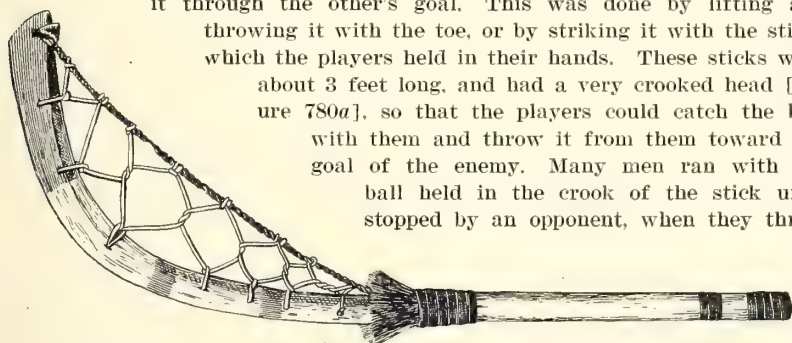 it through the other's goal. This was done by lifting
throwing it with the toe, or by striking it with the
which the players held in their hands. These sticks
about 3 feet long, and had a very crooked head [
ure 780a], so that the players could catch the
with them and throw it from them toward
goal of the enemy. Many men ran with
ball held in the crook of the stick
stopped by an opponent, when they